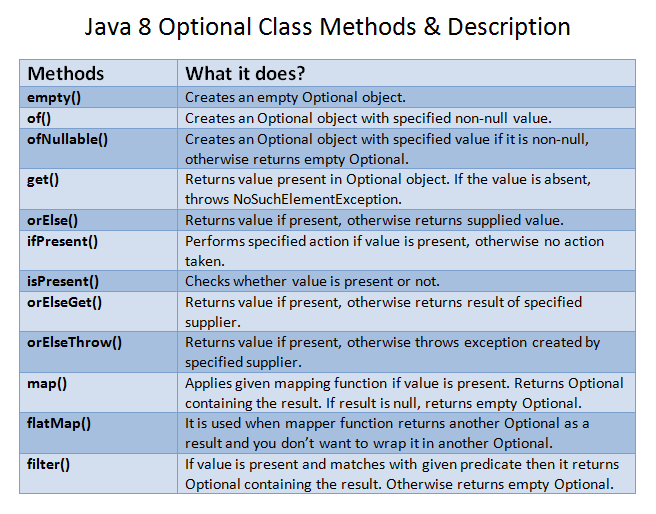 Java 8 Optional Class Methods & Description
Methods What it does?
empty() Creates an empty Optional object.
of() Creates an Optional object with specified non-null value.
ofNullable() Creates an Optional object with specified value if it is non-null,
otherwise returns empty Optional.
get() Returns value present in Optional object. If the value is absent,
throws NoSuchElementException.
orElse() Returns value if present, otherwise returns supplied value.
ifPresent() Performs specified action if value is present, otherwise no action
taken.
isPresent() Checks whether value is present or not.
orElseGet() Returns value if present, otherwise returns result of specified
supplier.
orElseThrow() Returns value if present, otherwise throws exception created by
specified supplier.
map() Applies given mapping function if value is present. Returns Optional
containing the result. If result is null, returns empty Optional.
flatMap() It is used when mapper function returns another Optional as a
result and you don’t want to wrap it in another Optional.
filter() If value is present and matches with given predicate then it returns
Optional containing the result. Otherwise returns empty Optional.